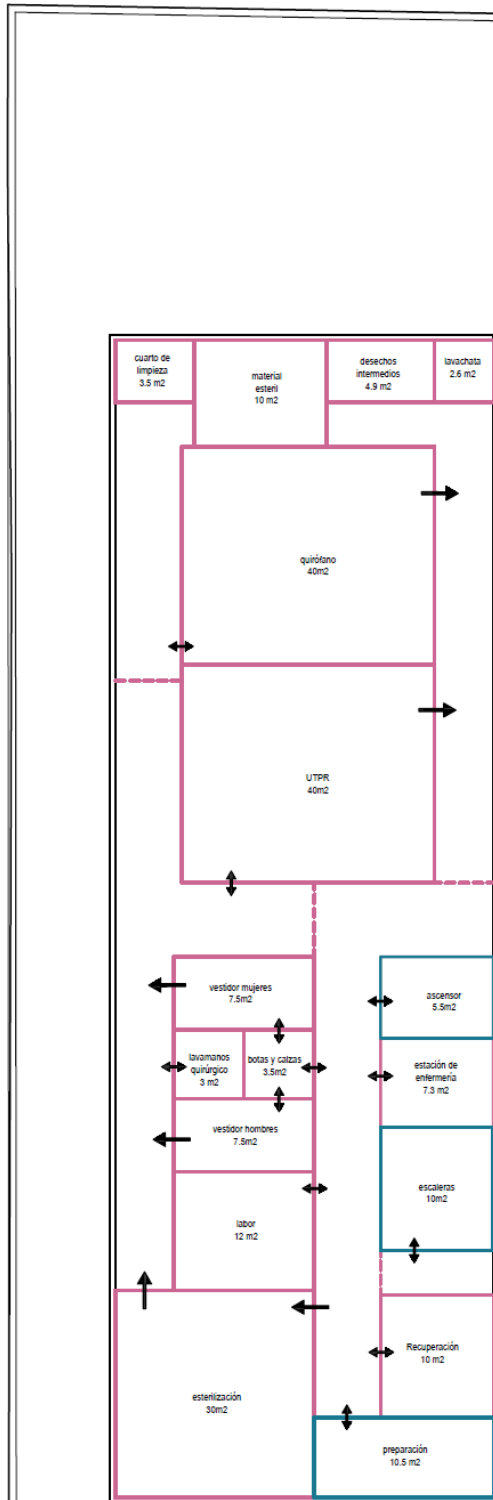 cuarto de
limpieza
3.5 m2
material
esteril
10 m2
desechos
intermedios
4.9 m2
lavachata
2.6 m2
quirófano
40m2
UTPR
40m2
vestidor mujeres
7.5m2
ascensor
5.5m2
lavamanos
quirúrgico
3 m2
botas y calzas
3.5m2
estación de
enfermería
7.3 m2
vestidor hombres
7.5m2
escaleras
10m2
labor
12 m2
Recuperación
10 m2
esterilización
30m2
preparación
10.5 m2